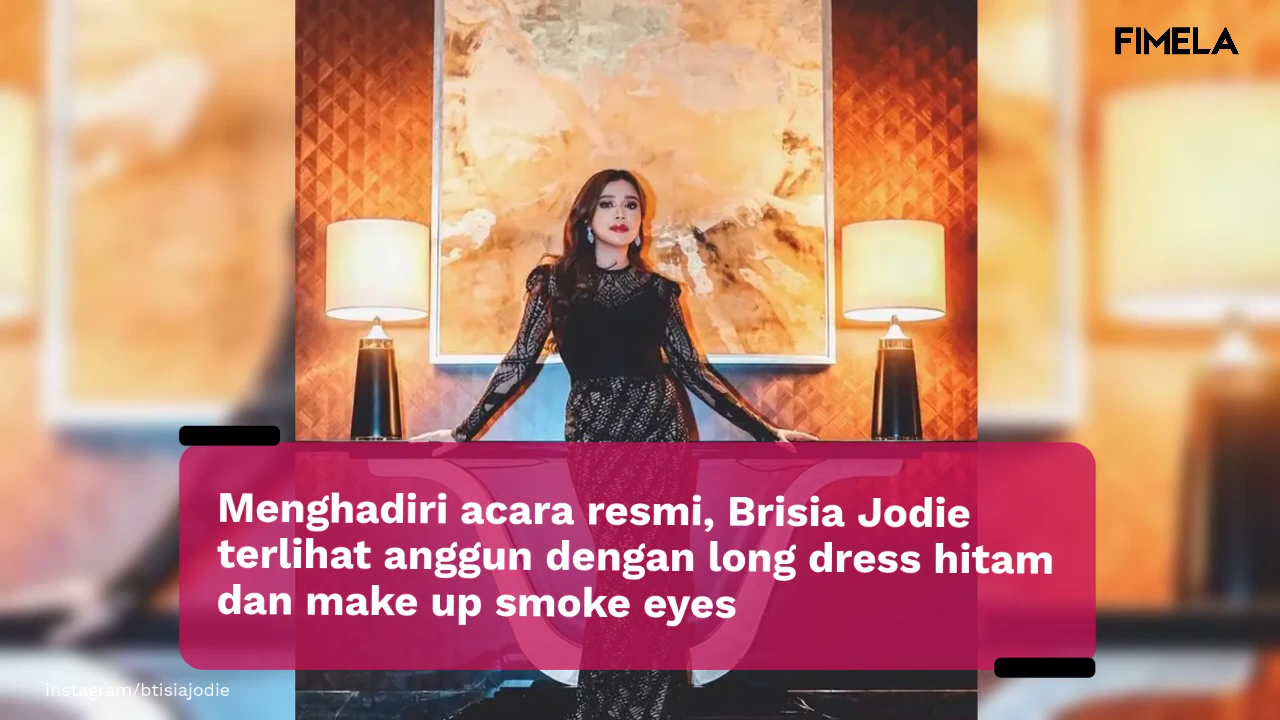 FIMELA
Menghadiri acara resmi, Brisia Jodie
terlihat anggun dengan long dress hitam
dan make up smoke eyes
instagram/btisiajodie